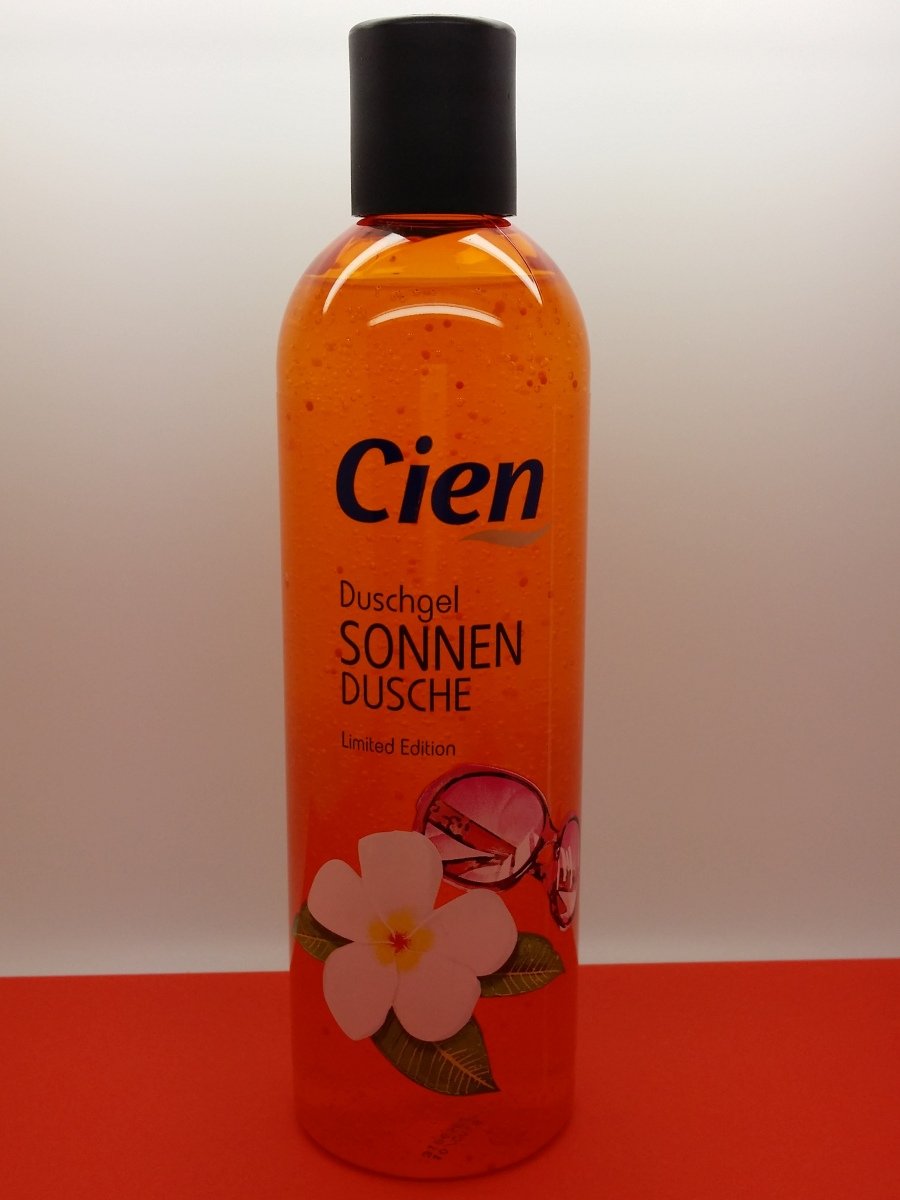 Cien
Duschgel
SONNEN
DUSCHE
Limited Edition